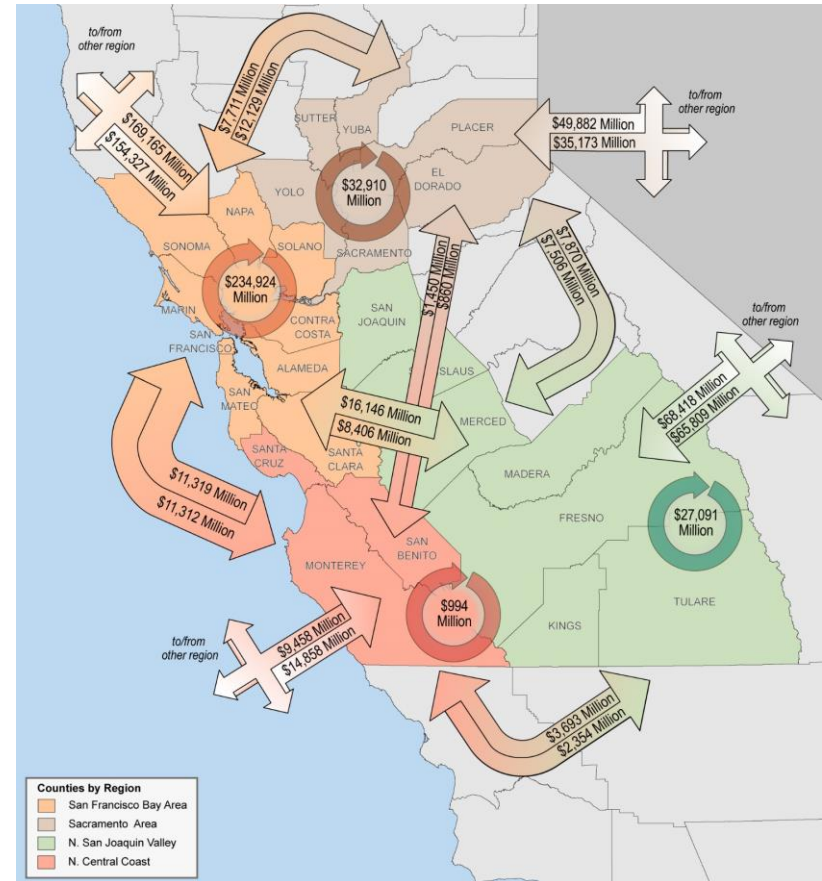 to/from
other region
$169,165 Million
$154,327 Million
$7,711 Million
$12,129 Million
to/from
other region
$49,882 Million
$35,173 Million
SUTTER
YUBA
PLACER
YOLO
EL
DORADO
$32,910
Million
NAPA
SONOMA
SOLANO
SACRAMENTO
$234,924
Million
MARIN
SAN
FRANCISCO
CONTRA
COSTA
ALAMEDA
SAN
MATEO
SAN
JOAQUIN
$1,450 Million
$860 Million
$7,870 Million
$7,506 Million
to/from
other region
$68,418 Million
$65,809 Million
SLAUS
MERCED
$16,146 Million
$8,406 Million
SANTA
CRUZ
SANTA
CLARA
MADERA
$11,319 Million
$11,312 Million
FRESNO
$27,091
Million
SAN
BENITO
MONTEREY
$994
Million
KINGS
TULARE
to/from
other region
$9,458 Million
$14,858 Million
$3,693 Million
$2,354 Million
Counties by Region
San Francisco Bay Area
Sacramento Area
N. San Joaquin Valley
N. Central Coast